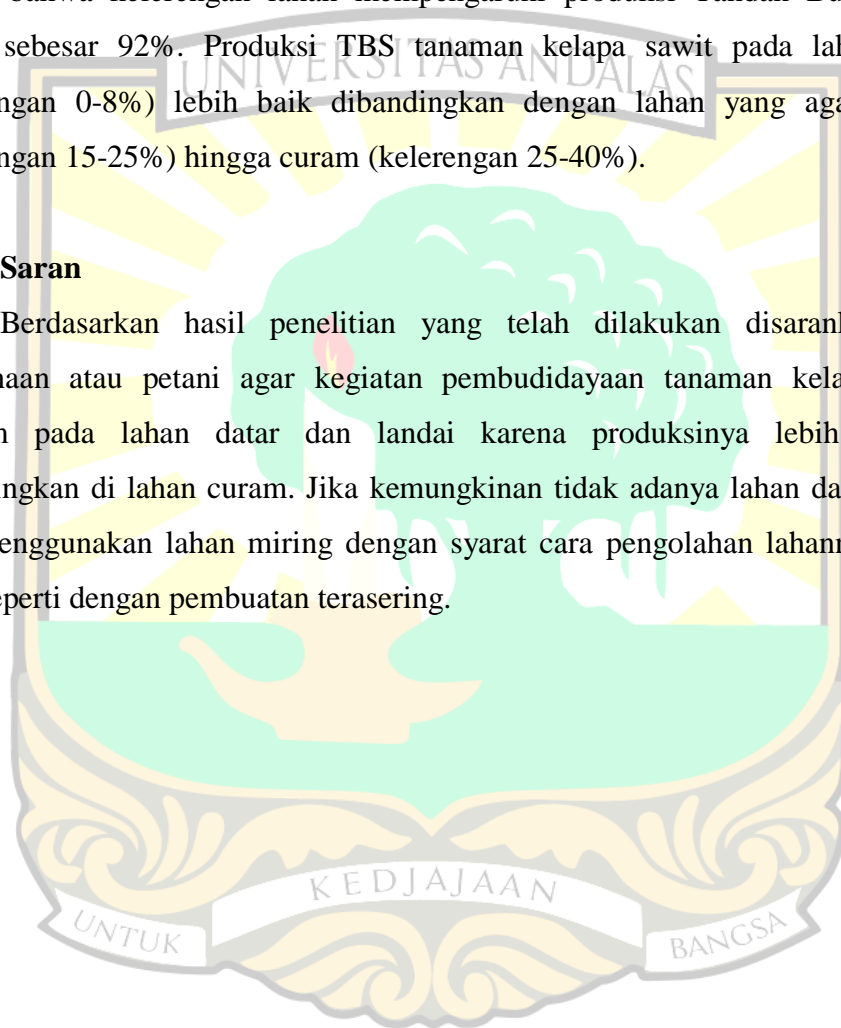 bahwa kelerengan lahan mempengaruhi produksi Tandan Bu
sebesar 92%. Produksi TBS tanaman kelapa sawit pada lah
UNIVERSITAS ANDALAS
ngan 0-8%) lebih baik dibandingkan dengan lahan yang aga
ngan 15-25%) hingga curam (kelerengan 25-40%).
Saran
Berdasarkan hasil penelitian yang telah dilakukan disaranl
naan atau petani agar kegiatan pembudidayaan tanaman kela
n pada lahan datar dan landai karena produksinya lebih
ingkan di lahan curam. Jika kemungkinan tidak adanya lahan da
enggunakan lahan miring dengan syarat cara pengolahan lahann
eperti dengan pembuatan terasering.
UNTUK KEDJAJAAN BANGSA